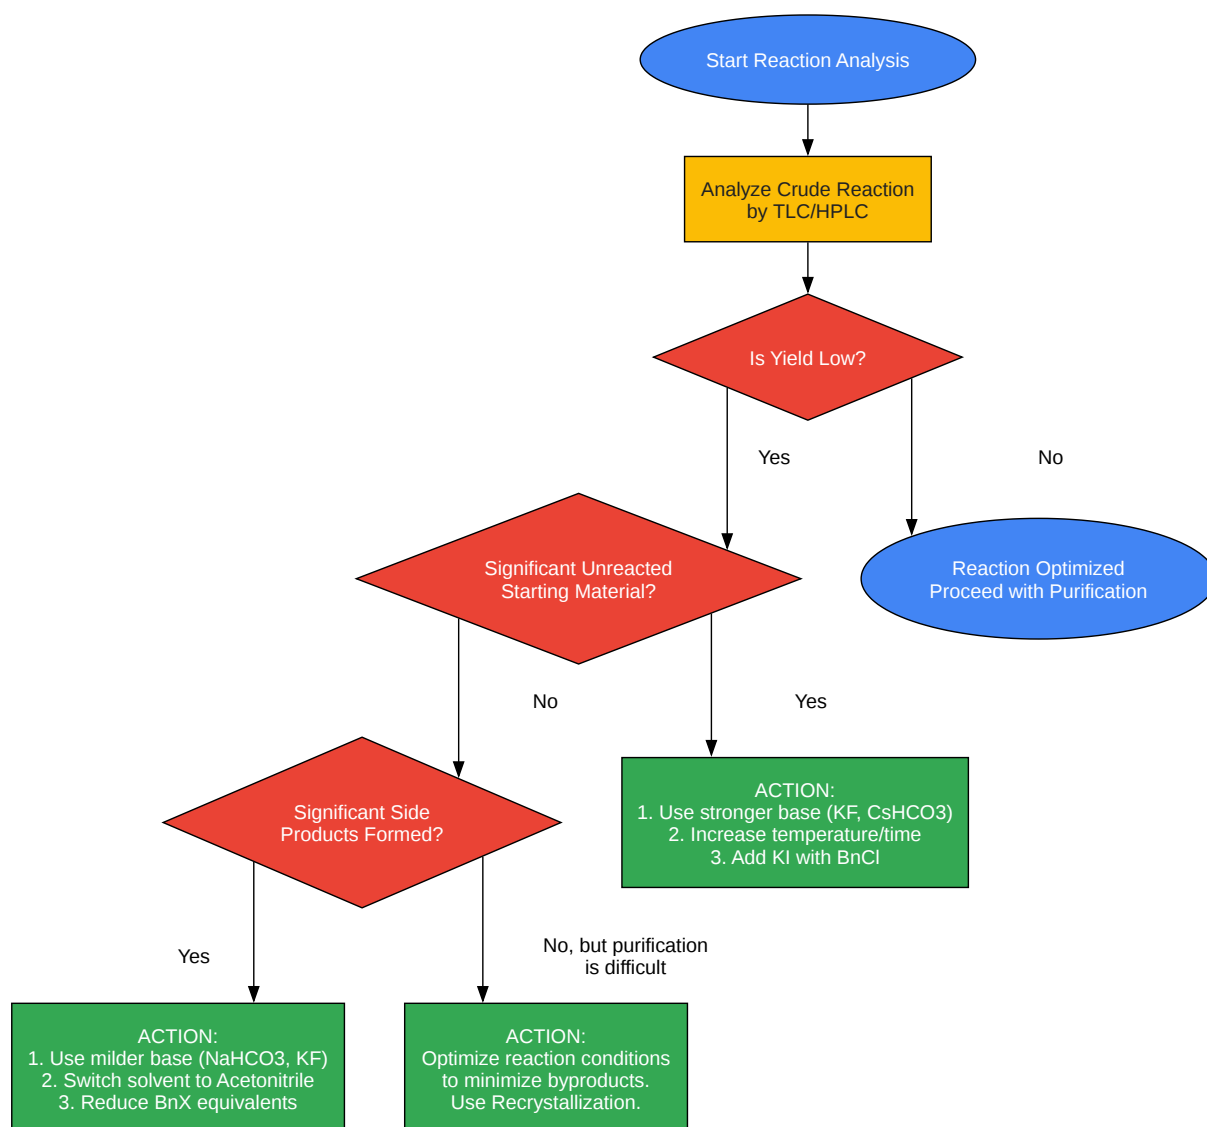 Start Reaction Analysis
Analyze Crude Reaction
by TLC/HPLC
Is Yield Low?
Yes
No
Significant Unreacted
Starting Material?
Reaction Optimized
Proceed with Purification
No
Yes
Significant Side
Products Formed?
ACTION:
1. Use stronger base (KF, CsHCO3)
2. Increase temperature/time
3. Add KI with BnCl
Yes
No, but purification
is difficult
ACTION:
1. Use milder base (NaHCO3, KF)
2. Switch solvent to Acetonitrile
3. Reduce BnX equivalents
ACTION:
Optimize reaction conditions
to minimize byproducts.
Use Recrystallization.